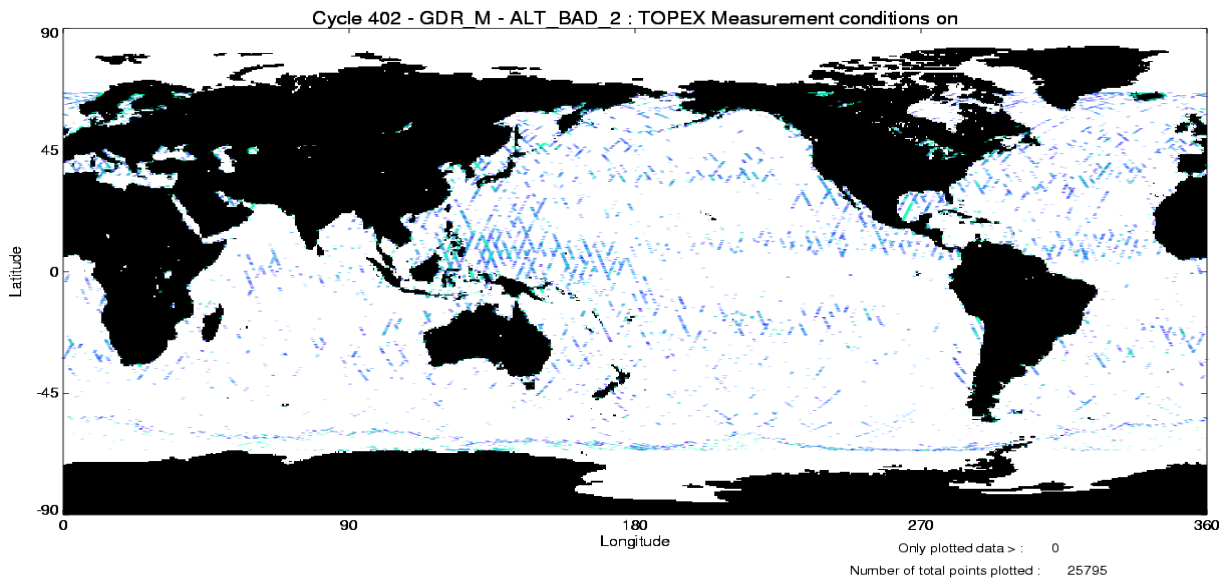 Cycle 402 - GDR_M - ALT_BAD_2 : TOPEX Measurement conditions on
90
45
0
-45
-90
Latitude
0 90 180 270 360
Longitude
Only plotted data > : 0
Number of total points plotted : 25795